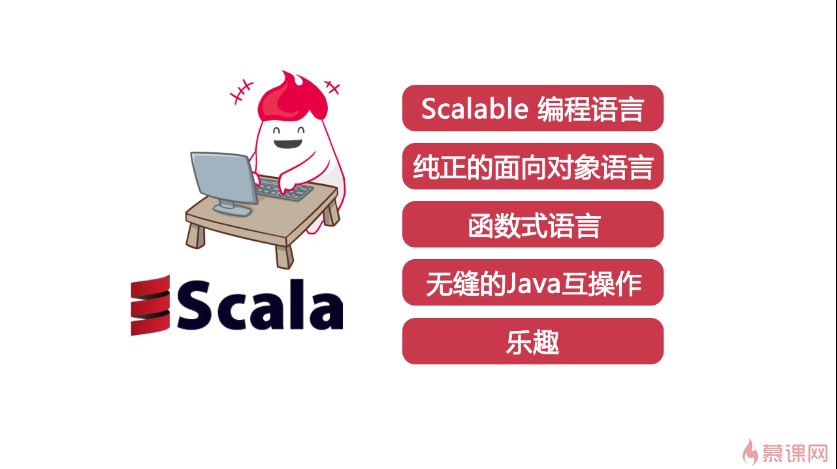 Scala
Scalable 编程语言
纯正的面向对象语言
函数式语言
无缝的Java互操作
乐趣
慕课网